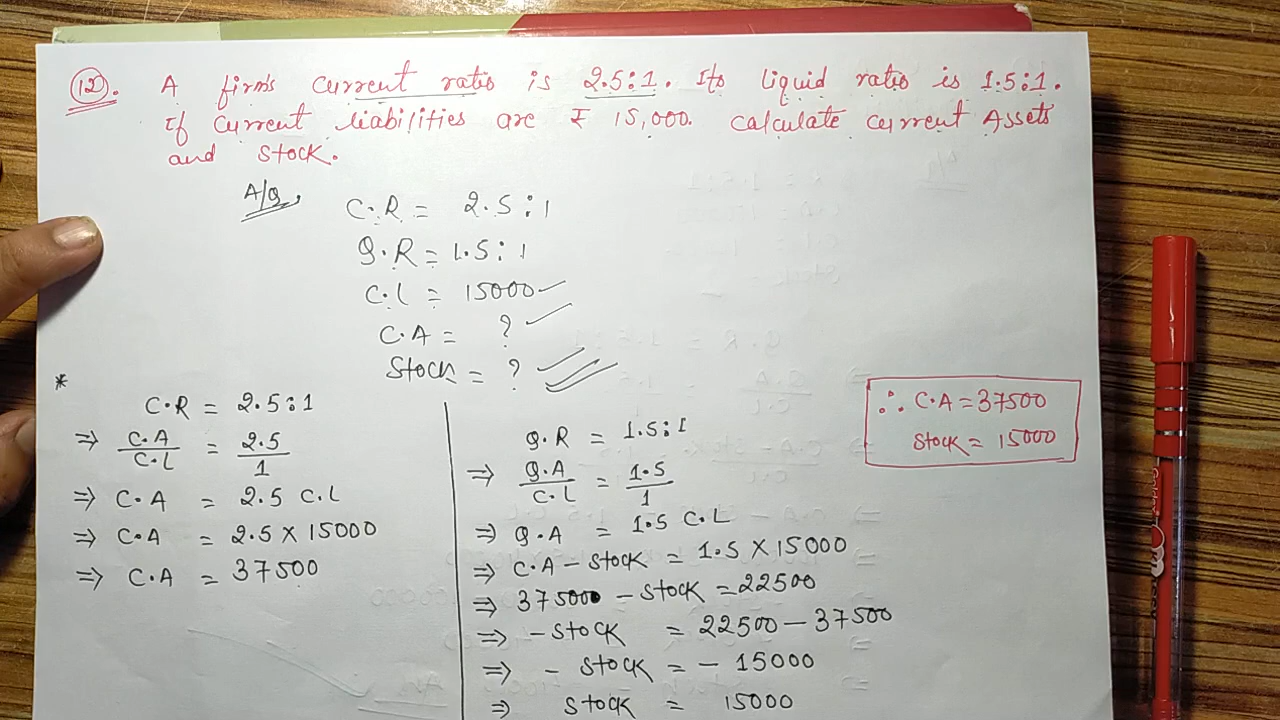 12. A firm's current ratio is 2.5:1. Its liquid ratio is 1.5:1.
If current liabilities are ₹ 15,000. calculate current Assets
and stock.
A/Q,
C.R = 2.5:1
Q.R = 1.5:1
C.L = 15000
C.A = ?
Stock = ?
*
C.R = 2.5:1
⇒ C.A/C.L = 2.5/1
⇒ C.A = 2.5 C.L
⇒ C.A = 2.5 × 15000
⇒ C.A = 37500
Q.R = 1.5:1
⇒ Q.A/C.L = 1.5/1
⇒ Q.A = 1.5 C.L
⇒ C.A - Stock = 1.5 × 15000
⇒ 37500 - Stock = 22500
⇒ - Stock = 22500 - 37500
⇒ - Stock = - 15000
⇒ Stock = 15000
∴ C.A = 37500
Stock = 15000